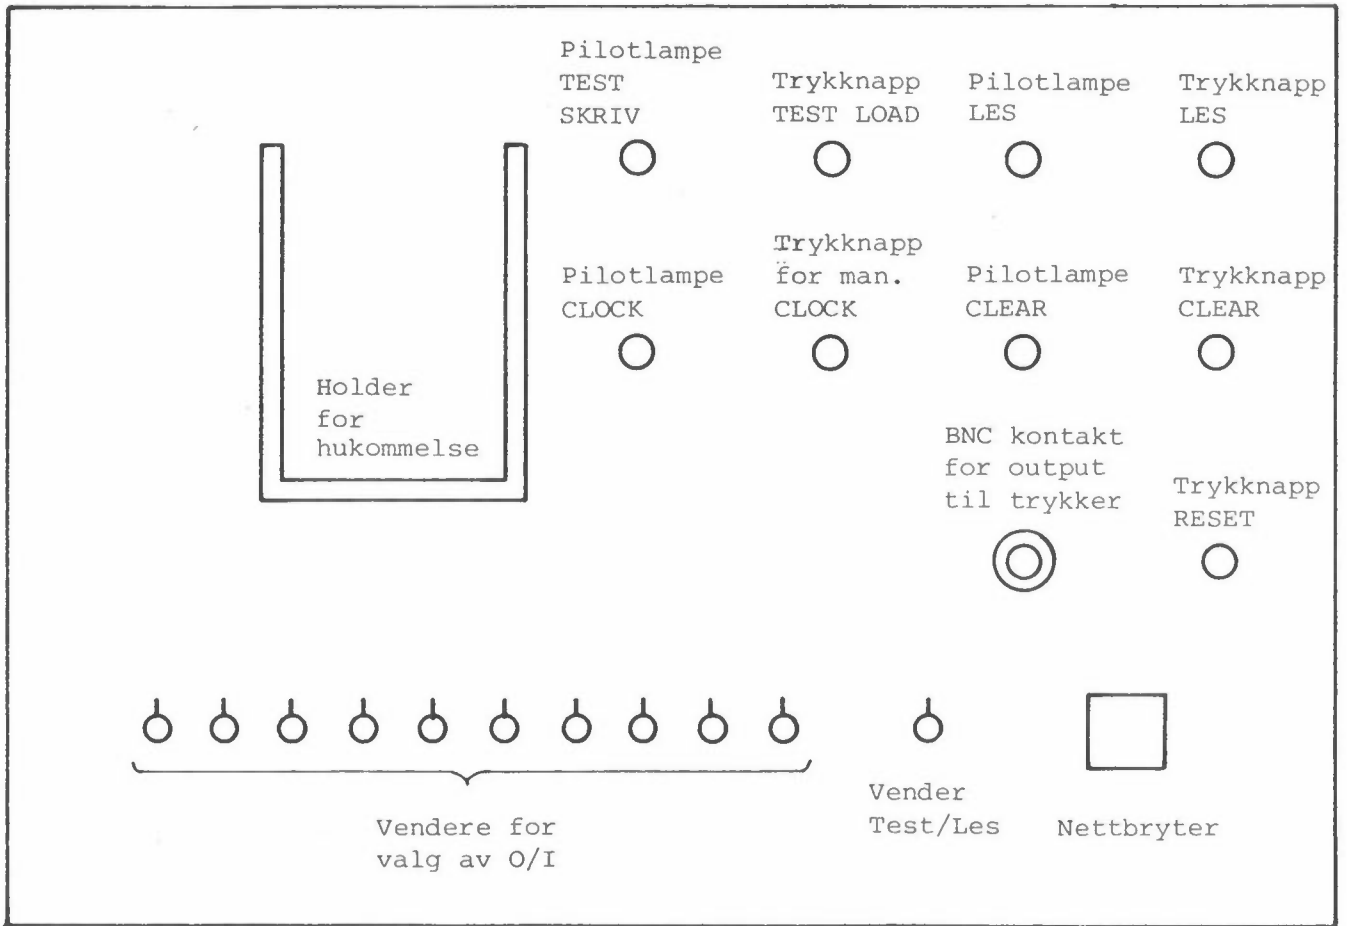 Pilotlampe
TEST
SKRIV
Trykknapp
TEST LOAD
Pilotlampe
LES
Trykknapp
LES
Pilotlampe
CLOCK
Trykknapp
for man.
CLOCK
Pilotlampe
CLEAR
Trykknapp
CLEAR
Holder
for
hukommelse
BNC kontakt
for output
til trykker
Trykknapp
RESET
Vendere for
valg av O/I
Vender
Test/Les
Nettbryter